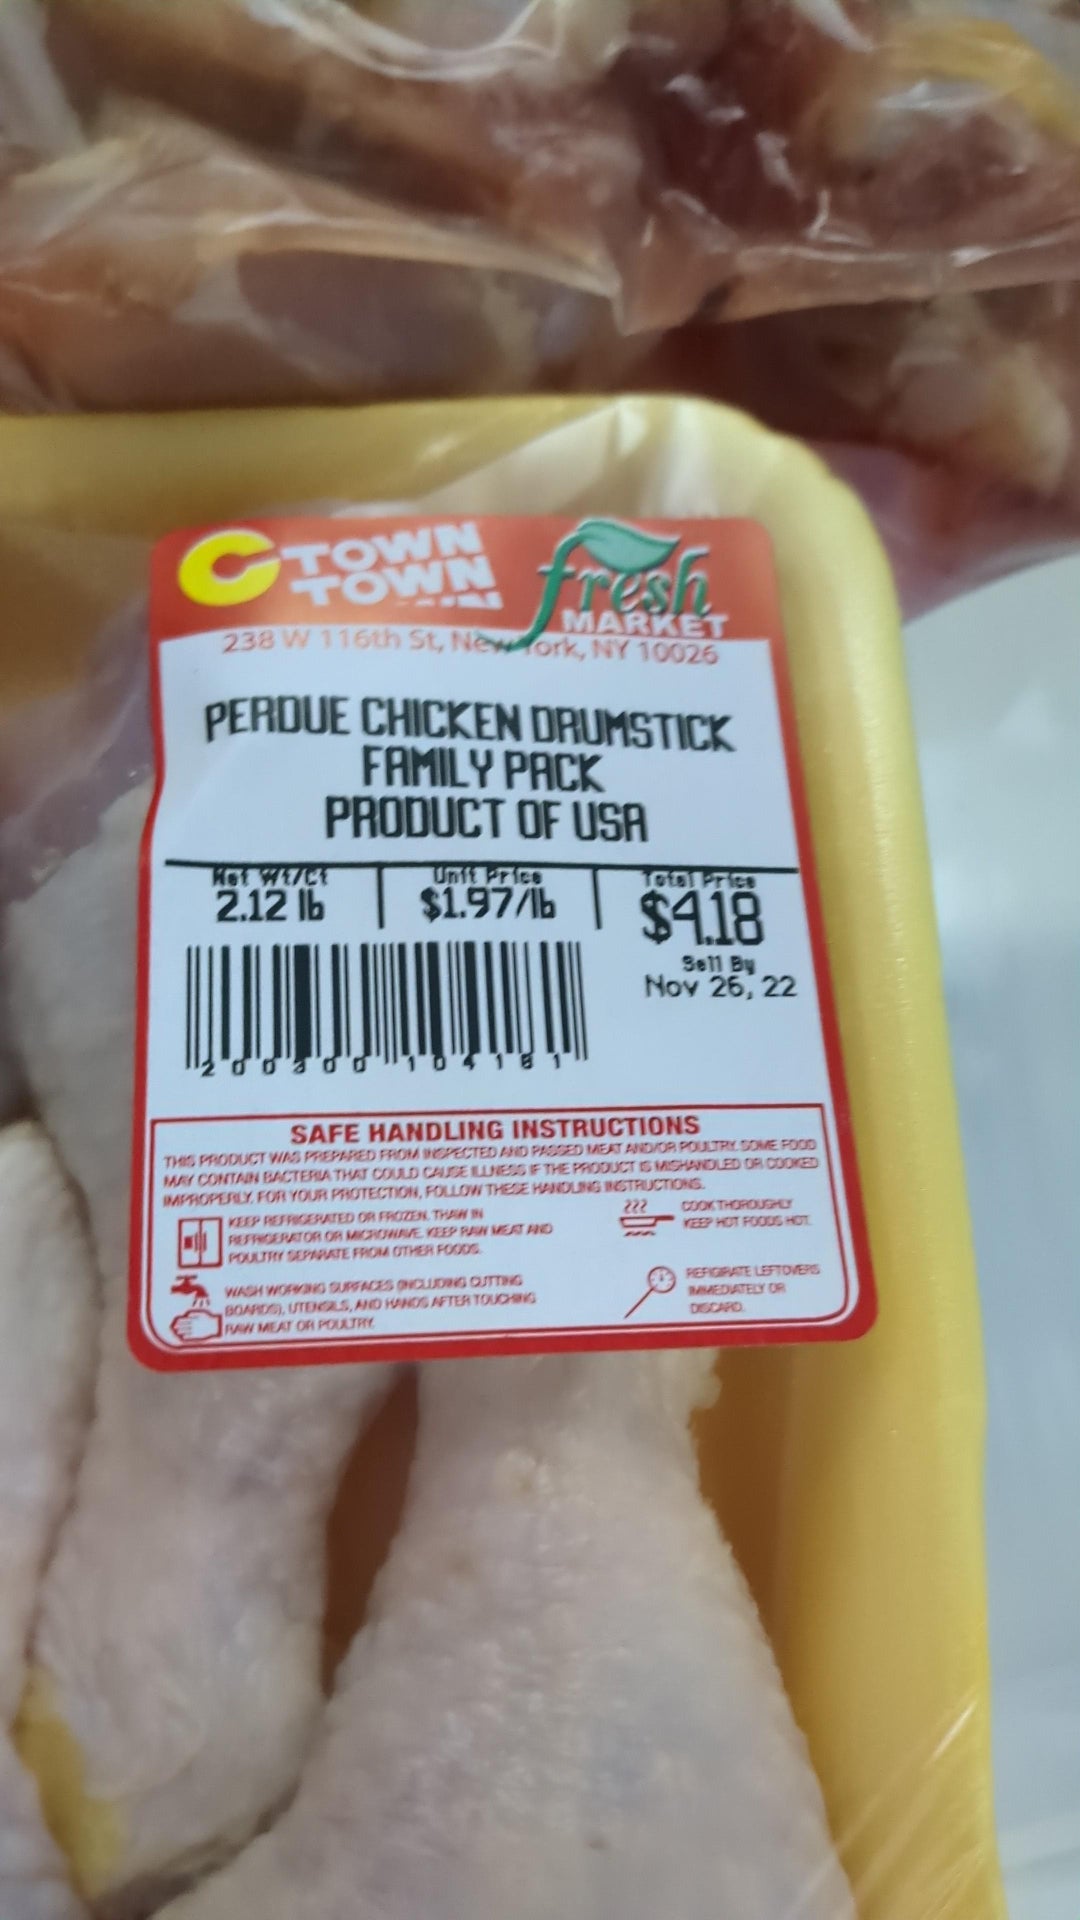 C TOWN
TOWN
fresh
MARKET
238 W 116th St, New York, NY 10026
PERDUE CHICKEN DRUMSTICK
FAMILY PACK
PRODUCT OF USA
Net Wt/Ct
2.12 lb
Unit Price
$1.97/lb
Total Price
$4.18
Sell By
Nov 26, 22
200300 104181
SAFE HANDLING INSTRUCTIONS
THIS PRODUCT WAS PREPARED FROM INSPECTED AND PASSED MEAT AND/OR POULTRY. SOME FOOD
MAY CONTAIN BACTERIA THAT COULD CAUSE ILLNESS IF THE PRODUCT IS MISHANDLED OR COOKED
IMPROPERLY. FOR YOUR PROTECTION, FOLLOW THESE HANDLING INSTRUCTIONS.
KEEP REFRIGERATED OR FROZEN. THAW IN
REFRIGERATOR OR MICROWAVE. KEEP RAW MEAT AND
POULTRY SEPARATE FROM OTHER FOODS.
COOK THOROUGHLY
KEEP HOT FOODS HOT.
WASH WORKING SURFACES (INCLUDING CUTTING
BOARDS), UTENSILS, AND HANDS AFTER TOUCHING
RAW MEAT OR POULTRY.
REFIGIRATE LEFTOVERS
IMMEDIATELY OR
DISCARD.